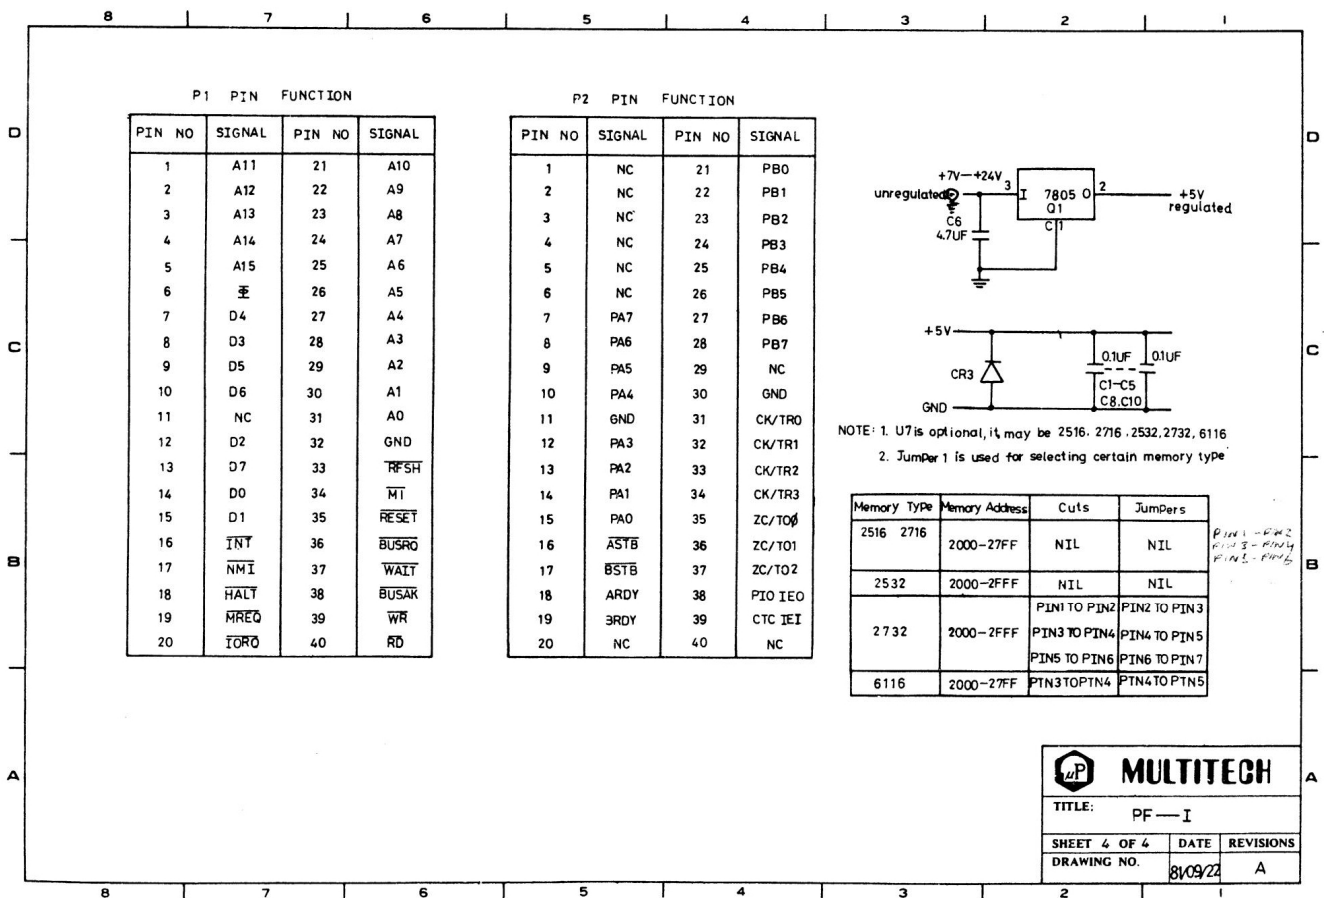 8 7 6 5 4 3 2 1
P1 PIN FUNCTION
PIN NO SIGNAL PIN NO SIGNAL
1 A11 21 A10
2 A12 22 A9
3 A13 23 A8
4 A14 24 A7
5 A15 25 A6
6 Φ̅ 26 A5
7 D4 27 A4
8 D3 28 A3
9 D5 29 A2
10 D6 30 A1
11 NC 31 A0
12 D2 32 GND
13 D7 33 R̅F̅S̅H̅
14 D0 34 M̅I̅
15 D1 35 R̅E̅S̅E̅T̅
16 I̅N̅T̅ 36 B̅U̅S̅R̅Q̅
17 N̅M̅I̅ 37 W̅A̅I̅T̅
18 H̅A̅L̅T̅ 38 B̅U̅S̅A̅K̅
19 M̅R̅E̅Q̅ 39 W̅R̅
20 I̅O̅R̅Q̅ 40 R̅D̅
P2 PIN FUNCTION
PIN NO SIGNAL PIN NO SIGNAL
1 NC 21 PB0
2 NC 22 PB1
3 NC 23 PB2
4 NC 24 PB3
5 NC 25 PB4
6 NC 26 PB5
7 PA7 27 PB6
8 PA6 28 PB7
9 PA5 29 NC
10 PA4 30 GND
11 GND 31 CK/TR0
12 PA3 32 CK/TR1
13 PA2 33 CK/TR2
14 PA1 34 CK/TR3
15 PA0 35 ZC/TO0
16 A̅S̅T̅B̅ 36 ZC/TO1
17 B̅S̅T̅B̅ 37 ZC/TO2
18 ARDY 38 PIO IEO
19 BRDY 39 CTC IEI
20 NC 40 NC
+7V—+24V 3 I 7805 O 2
unregulated +5V
Q1 regulated
C6
4.7UF
+5V
0.1UF 0.1UF
CR3
C1-C5
C8.C10
GND
NOTE: 1. U7 is optional, it may be 2516. 2716 .2532, 2732, 6116
2. JumPer 1 is used for selecting certain memory type
Memory TyPe Memory Address Cuts JumPers
2516 2716 2000-27FF NIL NIL
PIN1 - PIN2
PIN3 - PIN4
PIN5 - PIN6
2532 2000-2FFF NIL NIL
PIN1 TO PIN2 PIN2 TO PIN3
2732 2000-2FFF PIN3 TO PIN4 PIN4 TO PIN5
PIN5 TO PIN6 PIN6 TO PIN7
6116 2000-27FF PIN3 TO PIN4 PIN4 TO PIN5
D C B A
D C B A
μP MULTITECH
TITLE: PF—I
SHEET 4 OF 4 DATE REVISIONS
DRAWING NO. 81/09/22 A
8 7 6 5 4 3 2 1